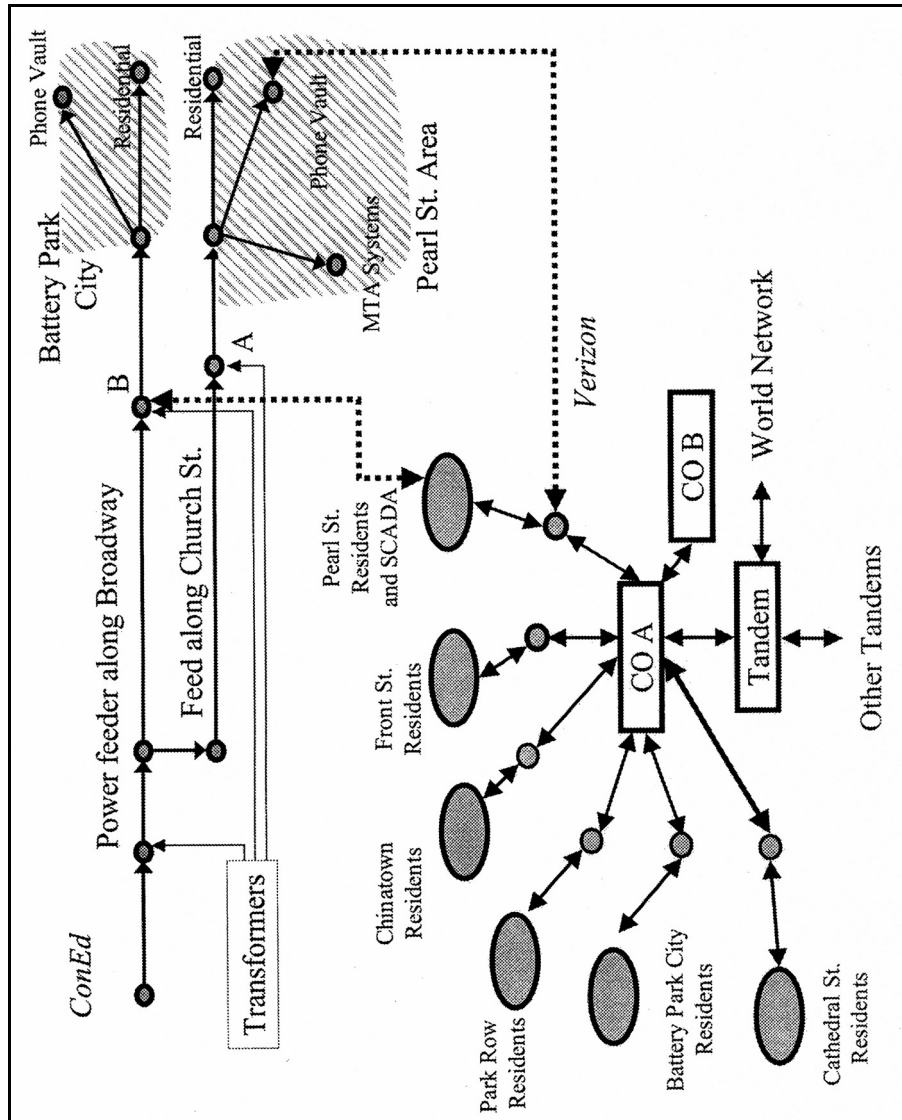 ConEd
Power feeder along Broadway
B
Battery Park
City
Phone Vault
Residential
Transformers
Feed along Church St.
A
Residential
Phone Vault
MTA Systems
Pearl St. Area
Pearl St.
Residents
and SCADA
Verizon
Front St.
Residents
Chinatown
Residents
Park Row
Residents
Battery Park City
Residents
Cathedral St.
Residents
CO A
CO B
Tandem
World Network
Other Tandems